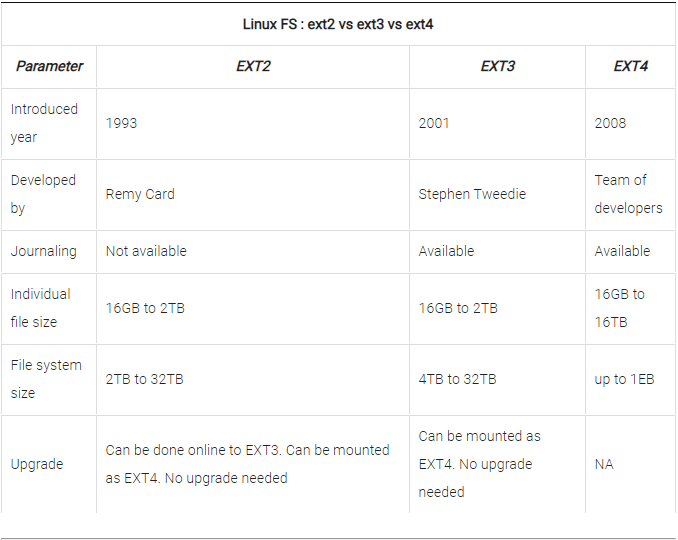 Linux FS : ext2 vs ext3 vs ext4
Parameter EXT2 EXT3 EXT4
Introduced
year
1993
2001
2008
Developed
by
Remy Card
Stephen Tweedie
Team of
developers
Journaling
Not available
Available
Available
Individual
file size
16GB to 2TB
16GB to 2TB
16GB to
16TB
File system
size
2TB to 32TB
4TB to 32TB
up to 1EB
Upgrade
Can be done online to EXT3. Can be mounted
as EXT4. No upgrade needed
Can be mounted as
EXT4. No upgrade
needed
NA